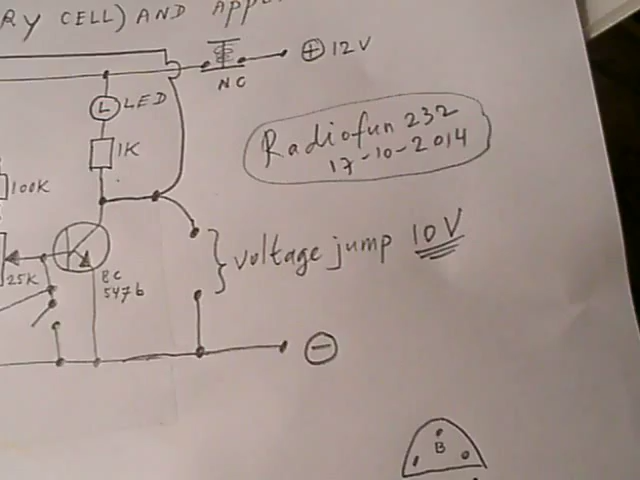 RY CELL) AND APP
⊕ 12V
NC
L LED
1K
Radiofun 232
17-10-2014
100K
voltage jump 10V
25K
BC
547b
⊖
B